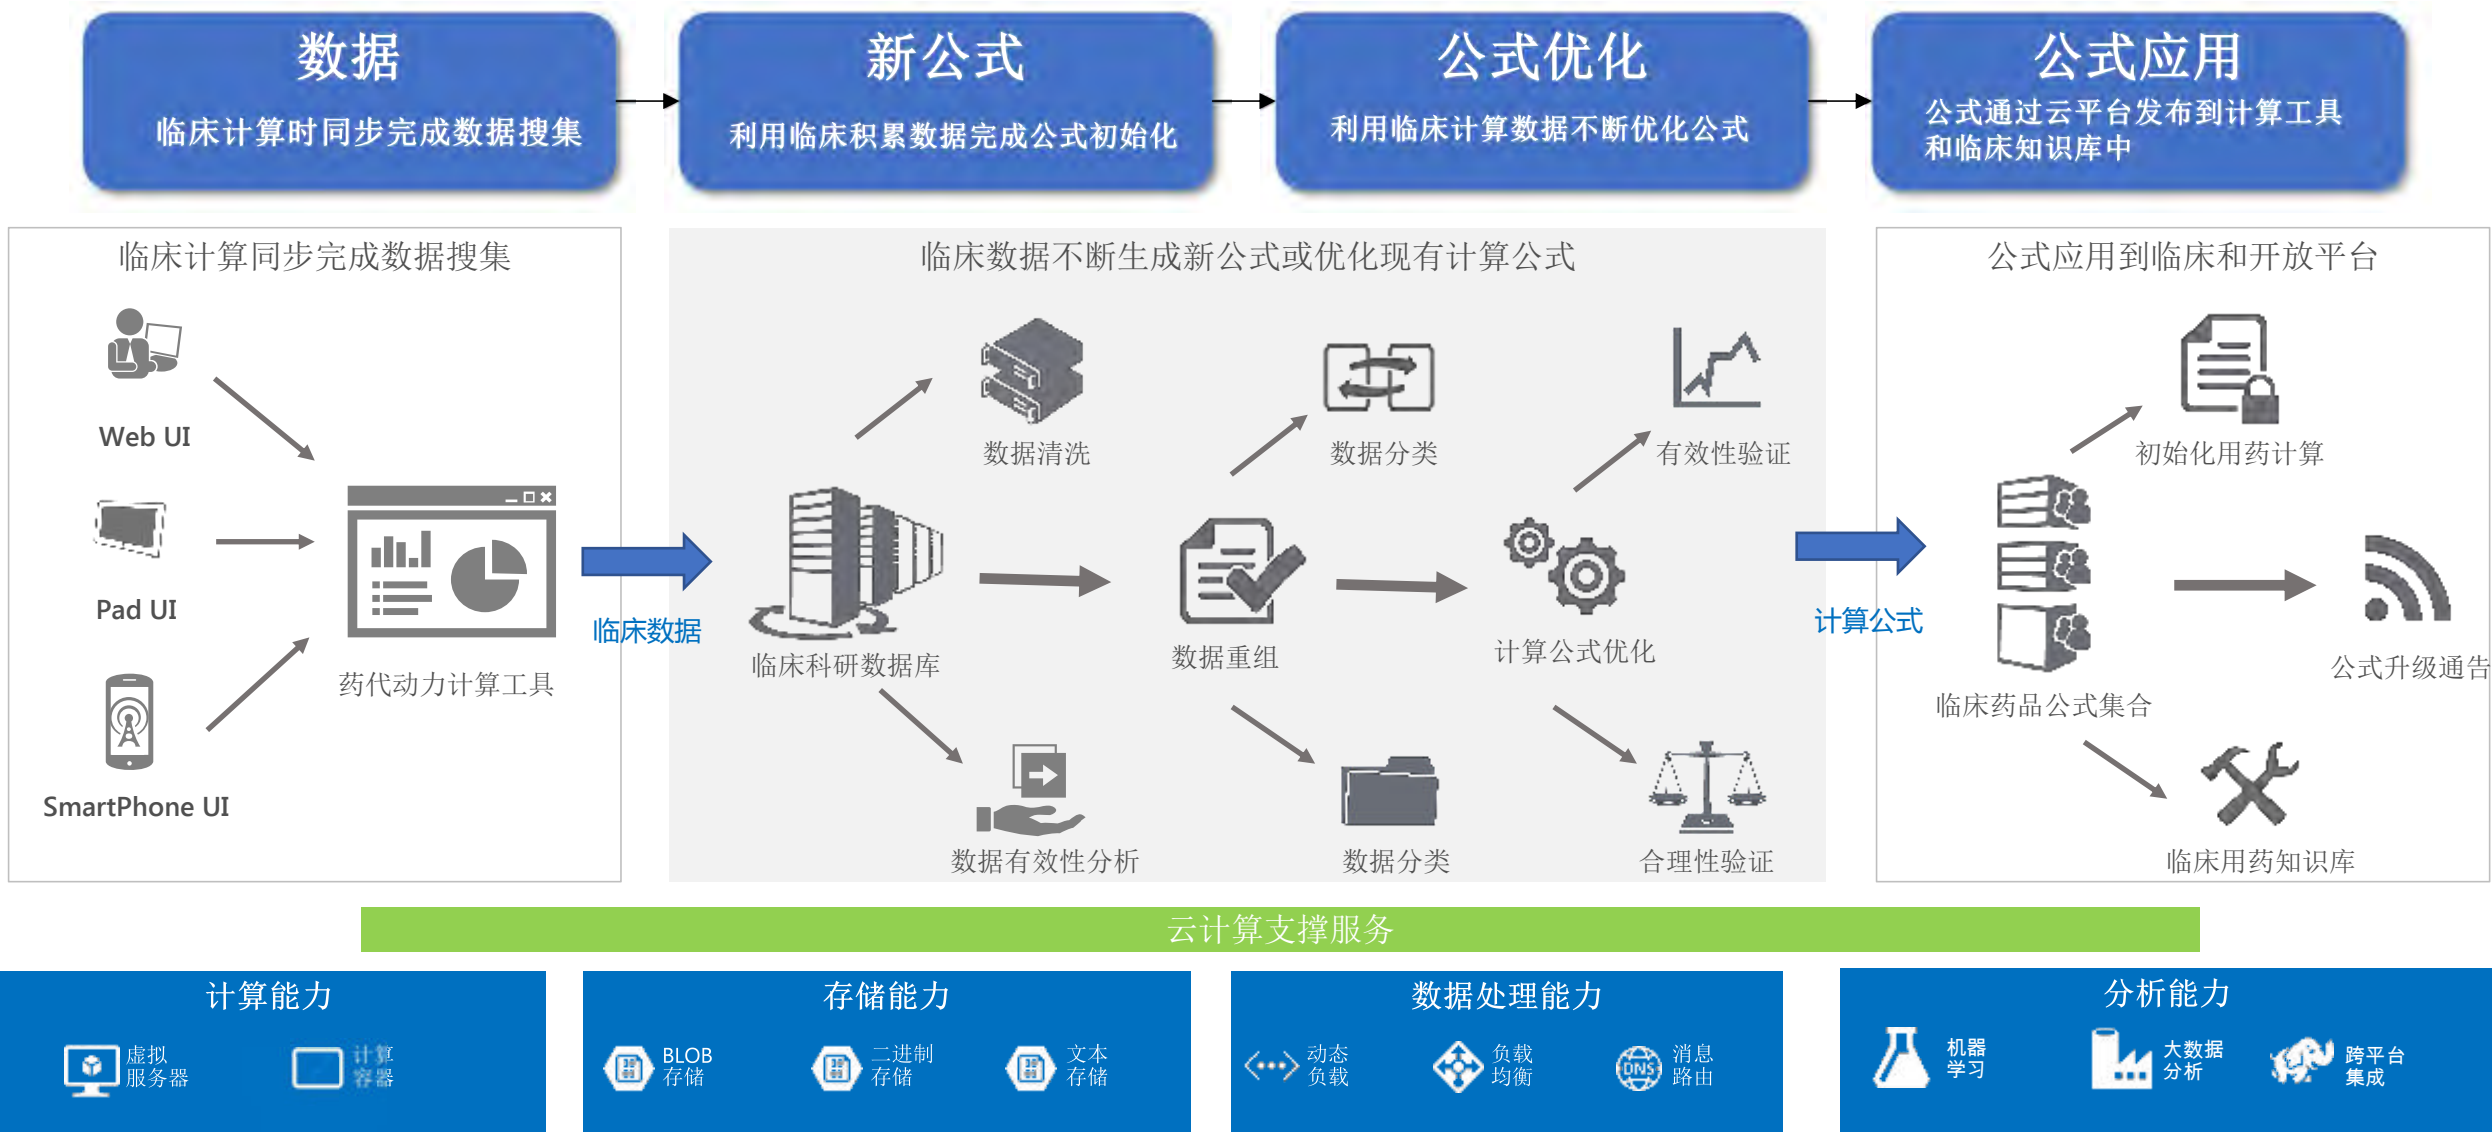 数据
临床计算时同步完成数据搜集
新公式
利用临床积累数据完成公式初始化
公式优化
利用临床计算数据不断优化公式
公式应用
公式通过云平台发布到计算工具
和临床知识库中
临床计算同步完成数据搜集
Web UI
Pad UI
SmartPhone UI
药代动力计算工具
临床数据
临床数据不断生成新公式或优化现有计算公式
数据清洗
数据分类
有效性验证
临床科研数据库
数据重组
计算公式优化
数据有效性分析
数据分类
合理性验证
计算公式
公式应用到临床和开放平台
初始化用药计算
公式升级通告
临床药品公式集合
临床用药知识库
云计算支撑服务
计算能力
虚拟
服务器
计算
容器
存储能力
BLOB
存储
二进制
存储
文本
存储
数据处理能力
动态
负载
负载
均衡
DNS
消息
路由
分析能力
机器
学习
大数据
分析
跨平台
集成